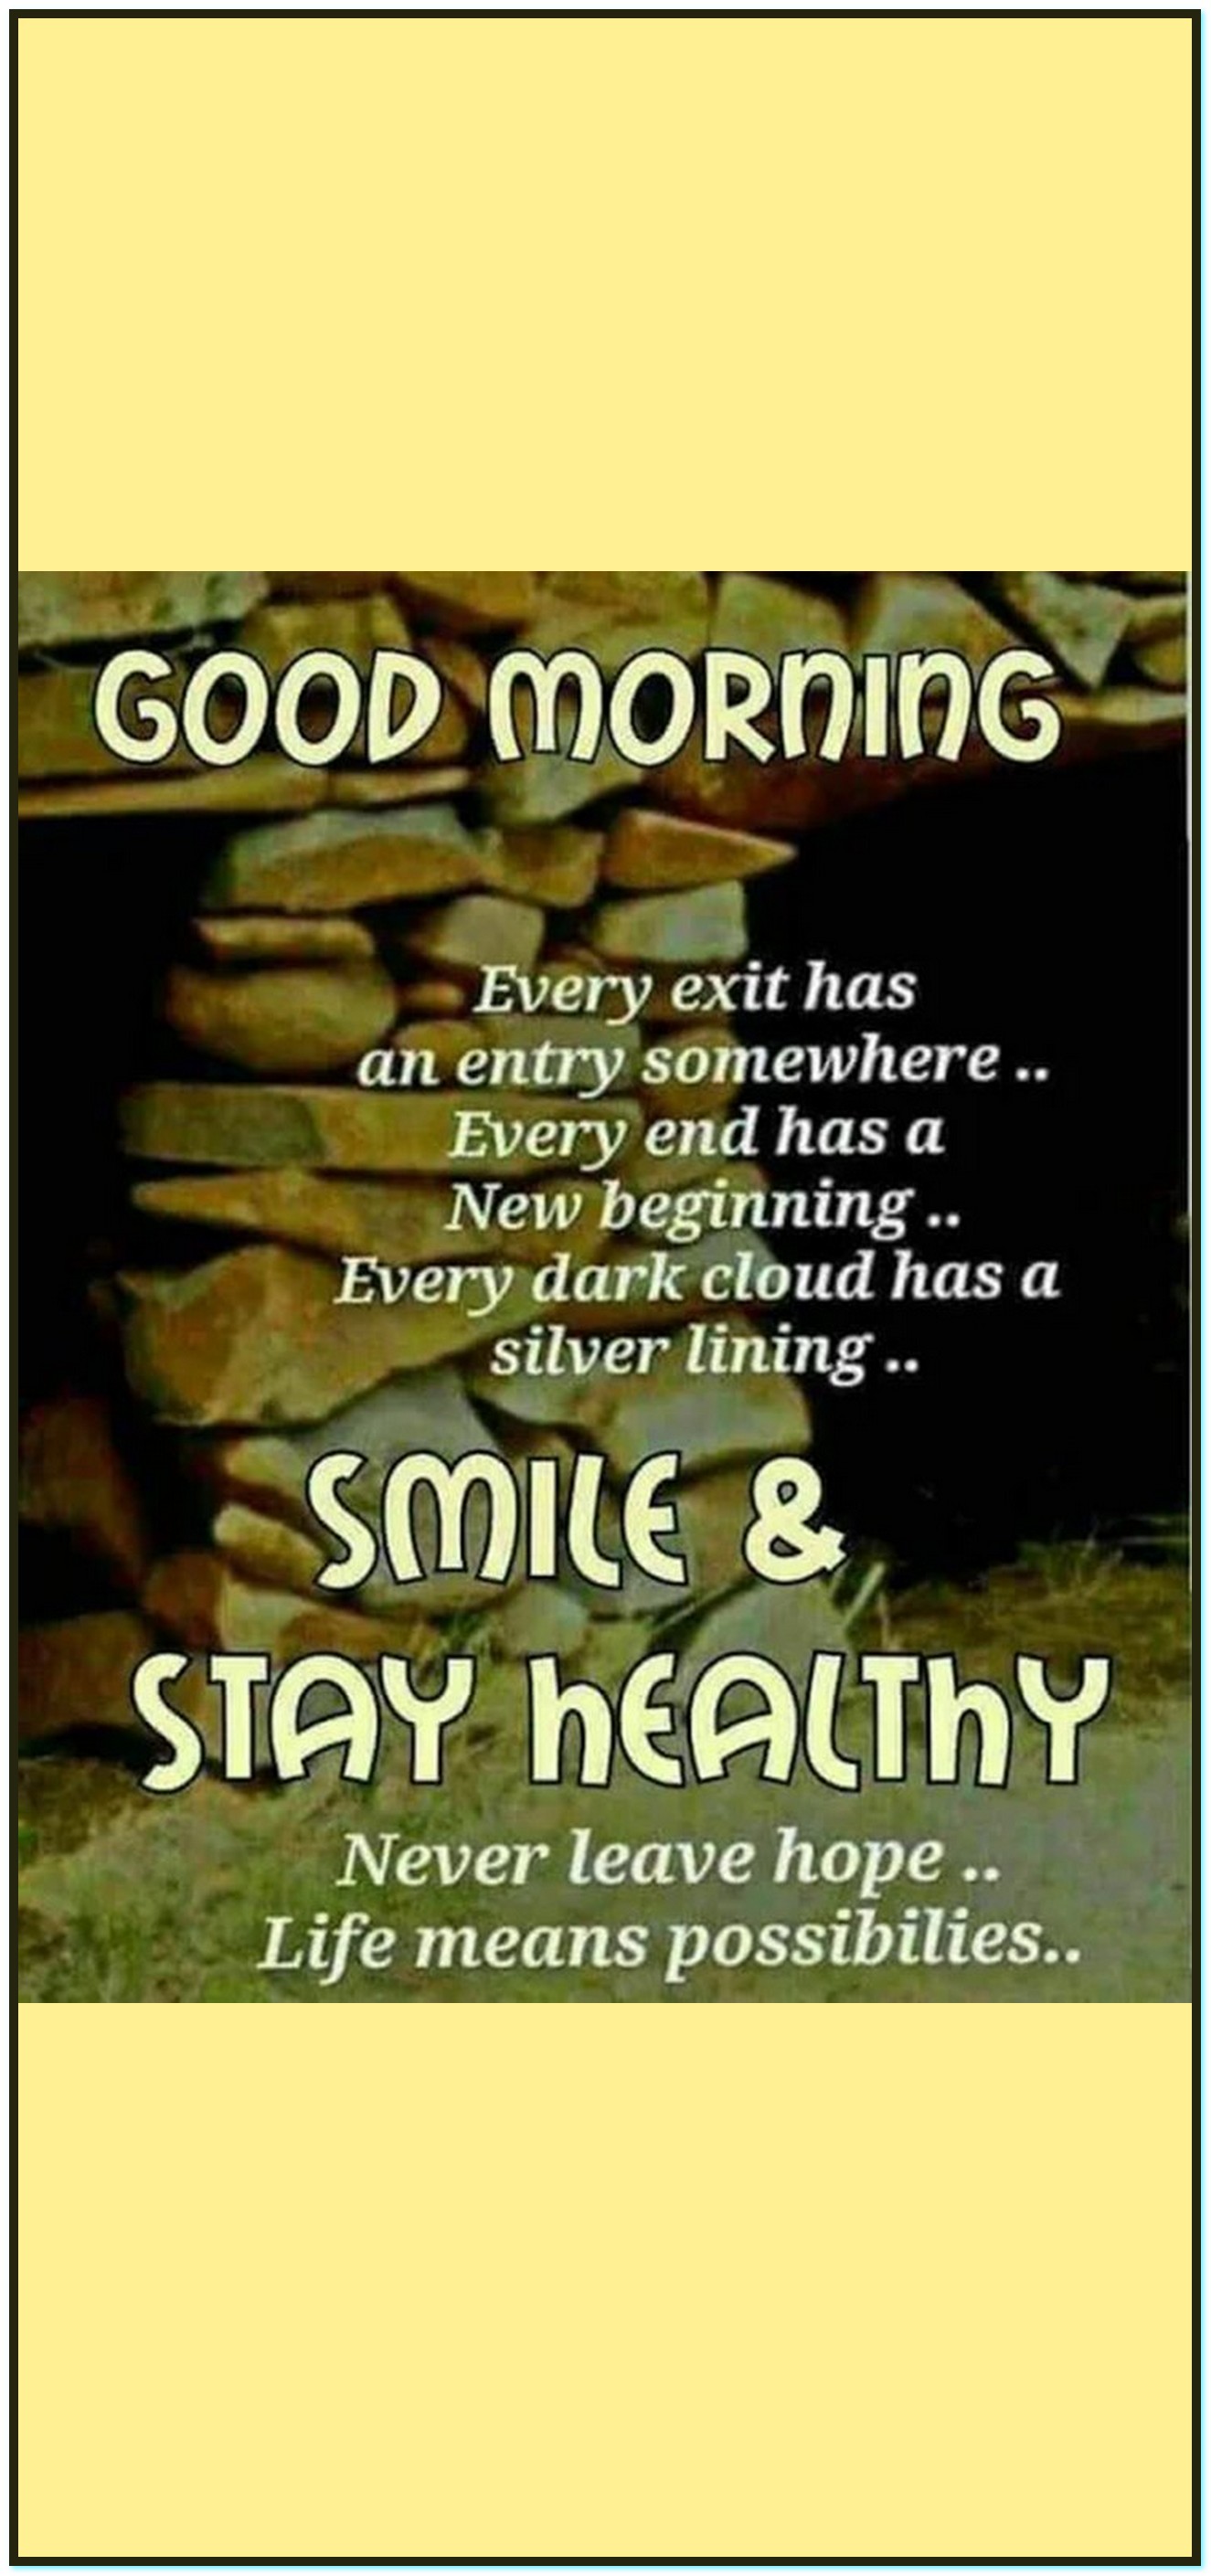 GOOD MORNING
Every exit has
an entry somewhere ..
Every end has a
New beginning ..
Every dark cloud has a
silver lining ..
SMILE &
STAY hEALThY
Never leave hope ..
Life means possibilies..